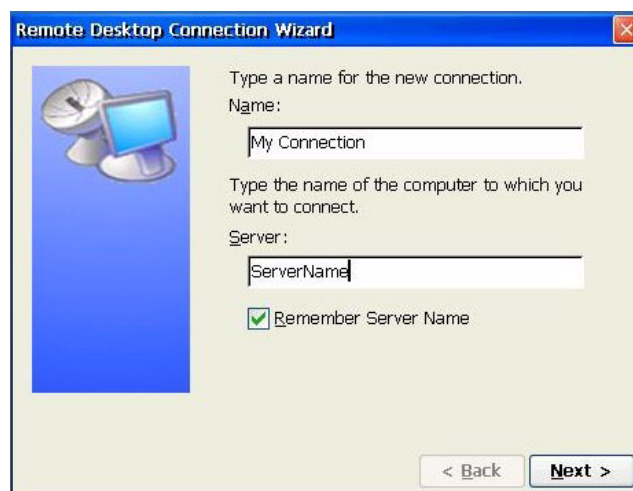 Remote Desktop Connection Wizard
Type a name for the new connection.
Name:
My Connection
Type the name of the computer to which you
want to connect.
Server:
ServerName
Remember Server Name
< Back
Next >